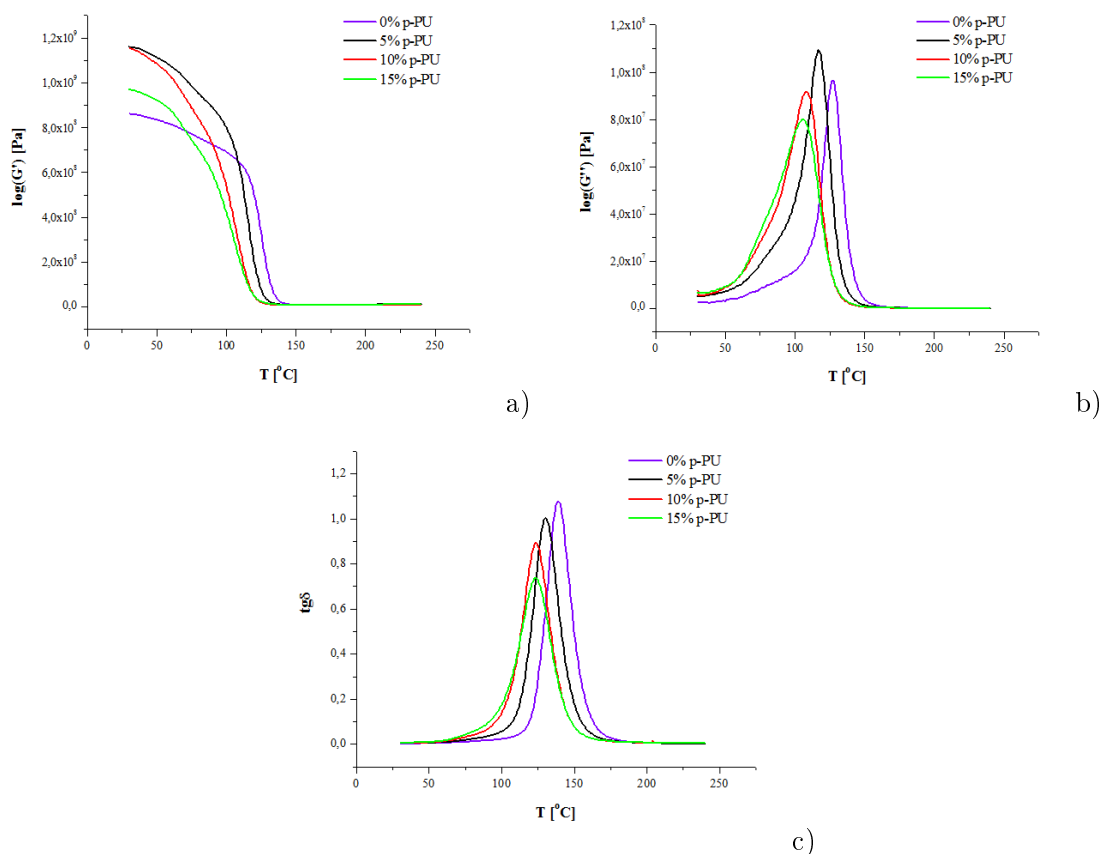 0% p-PU
5% p-PU
10% p-PU
15% p-PU
1,2x10⁹
1,0x10⁹
8,0x10⁸
6,0x10⁸
4,0x10⁸
2,0x10⁸
0,0
log(G') [Pa]
0 50 100 150 200 250
T [°C]
a)
0% p-PU
5% p-PU
10% p-PU
15% p-PU
1,2x10⁸
1,0x10⁸
8,0x10⁷
6,0x10⁷
4,0x10⁷
2,0x10⁷
0,0
log(G'') [Pa]
0 50 100 150 200 250
T [°C]
b)
0% p-PU
5% p-PU
10% p-PU
15% p-PU
1,2
1,0
0,8
0,6
0,4
0,2
0,0
tgδ
0 50 100 150 200 250
T [°C]
c)